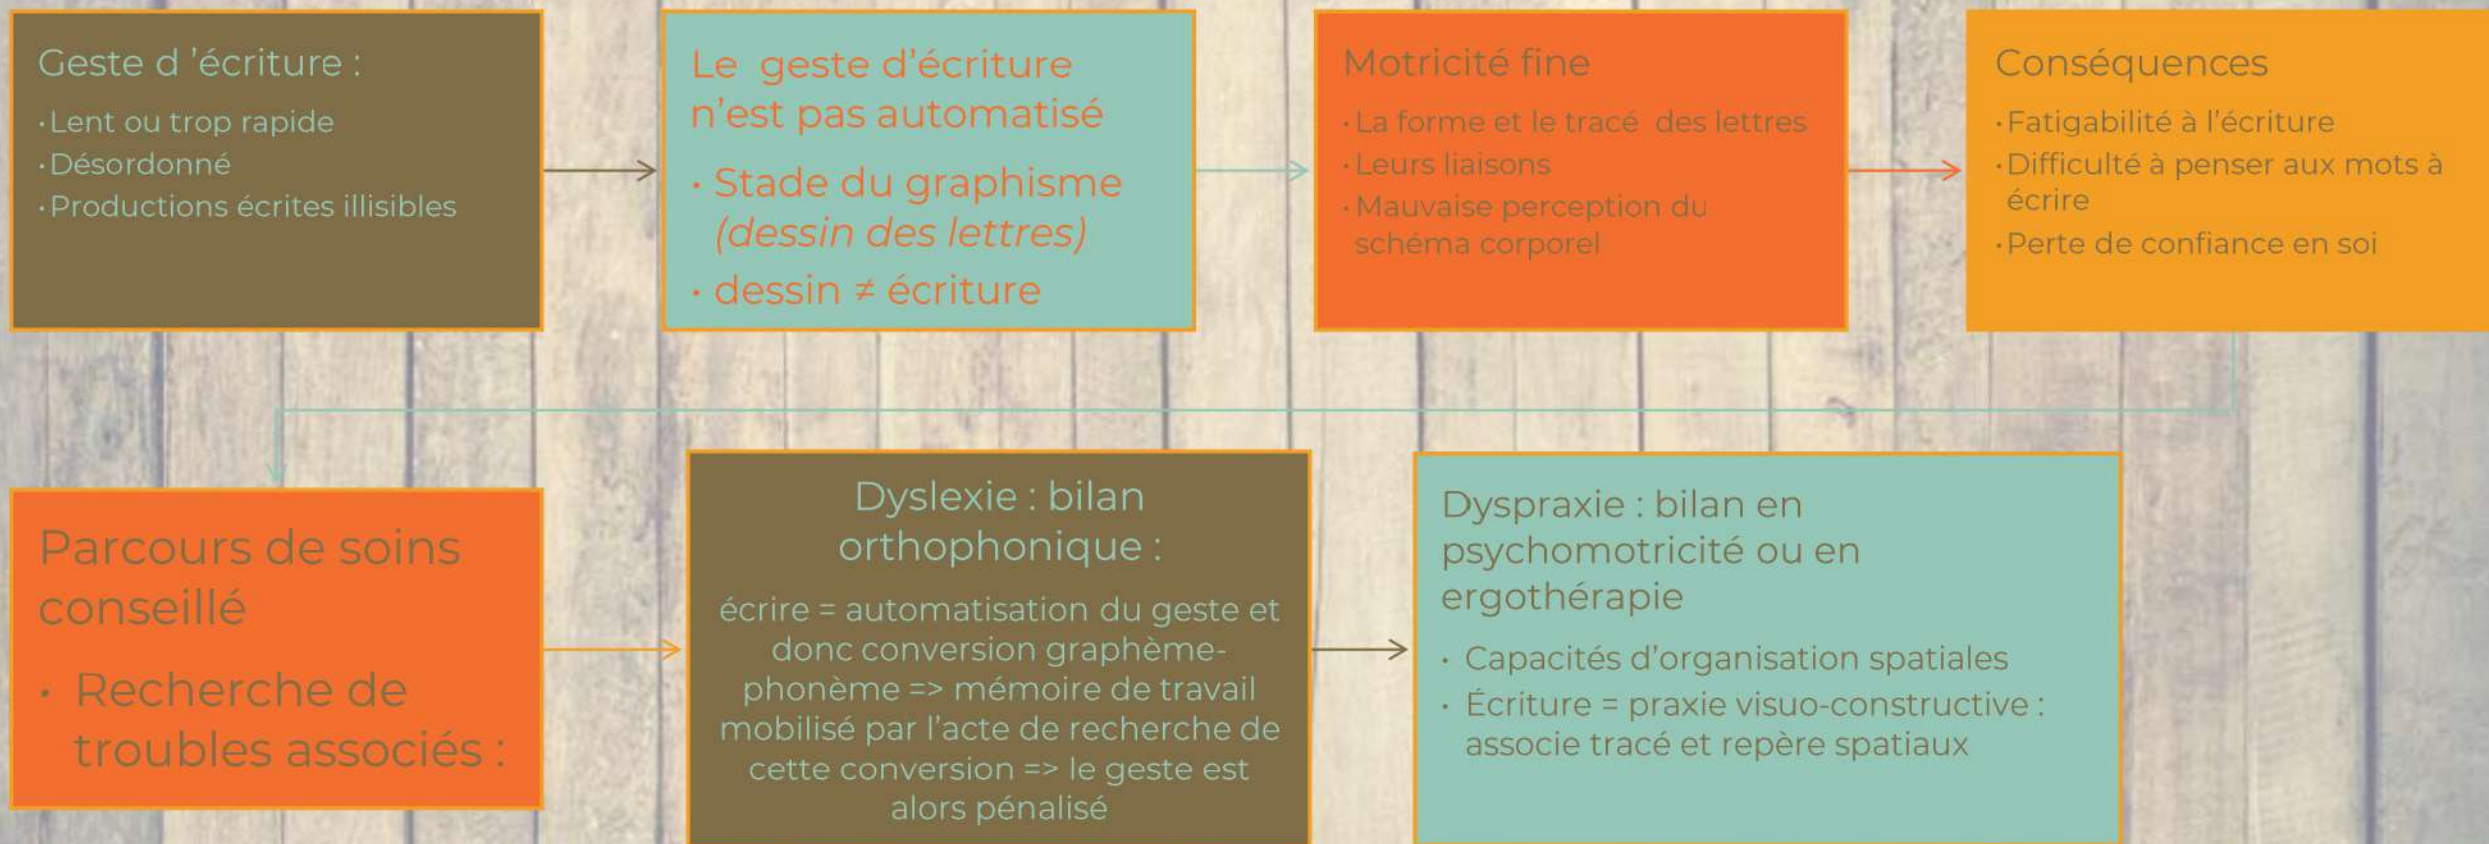 Geste d 'écriture :
·Lent ou trop rapide
·Désordonné
·Productions écrites illisibles
Le geste d'écriture
n'est pas automatisé
· Stade du graphisme
(dessin des lettres)
· dessin ≠ écriture
Motricité fine
·La forme et le tracé des lettres
·Leurs liaisons
·Mauvaise perception du
schéma corporel
Conséquences
·Fatigabilité à l'écriture
·Difficulté à penser aux mots à
écrire
·Perte de confiance en soi
Parcours de soins
conseillé
· Recherche de
troubles associés :
Dyslexie : bilan
orthophonique :
écrire = automatisation du geste et
donc conversion graphème-
phonème => mémoire de travail
mobilisé par l'acte de recherche de
cette conversion => le geste est
alors pénalisé
Dyspraxie : bilan en
psychomotricité ou en
ergothérapie
· Capacités d'organisation spatiales
· Écriture = praxie visuo-constructive :
associe tracé et repère spatiaux